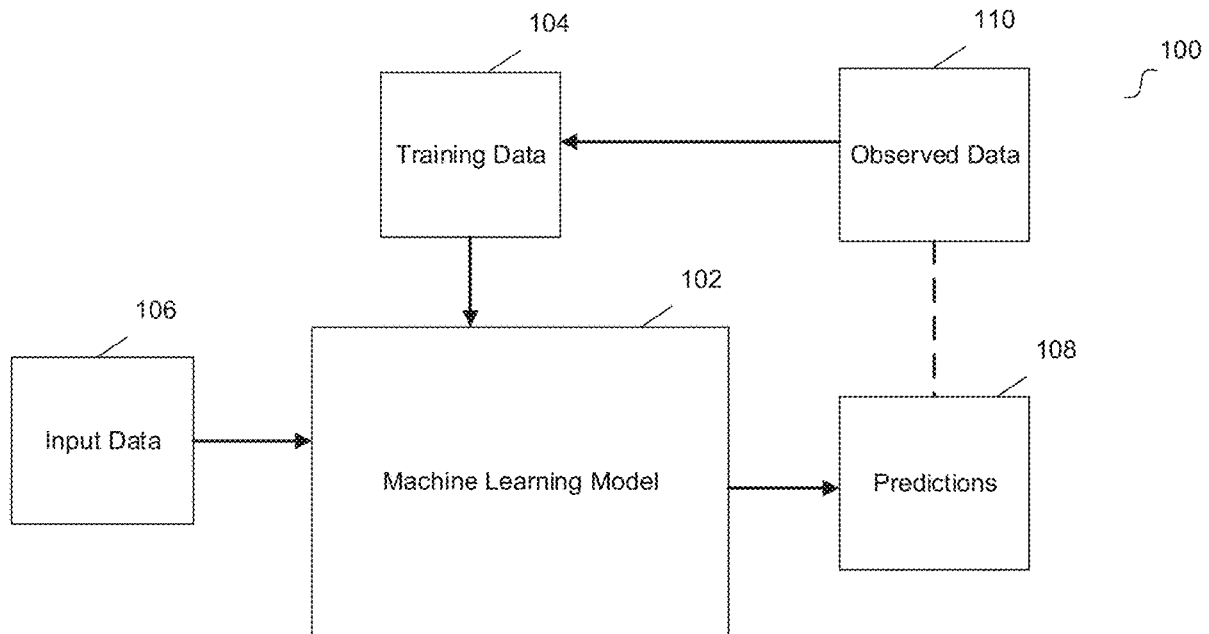 104
110
100
Training Data
Observed Data
102
106
108
Input Data
Machine Learning Model
Predictions